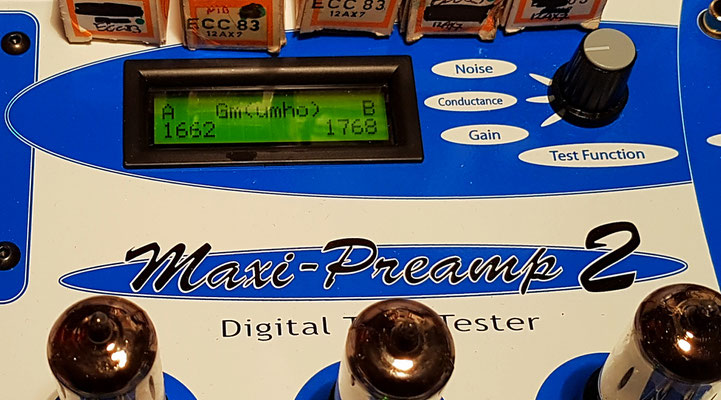 ECC 83
12AX7
ECC 83
12AX7
12AX7
A Gm(umho) B
1662 1768
Noise
Conductance
Gain
Test Function
Maxi-Preamp 2
Digital Tester